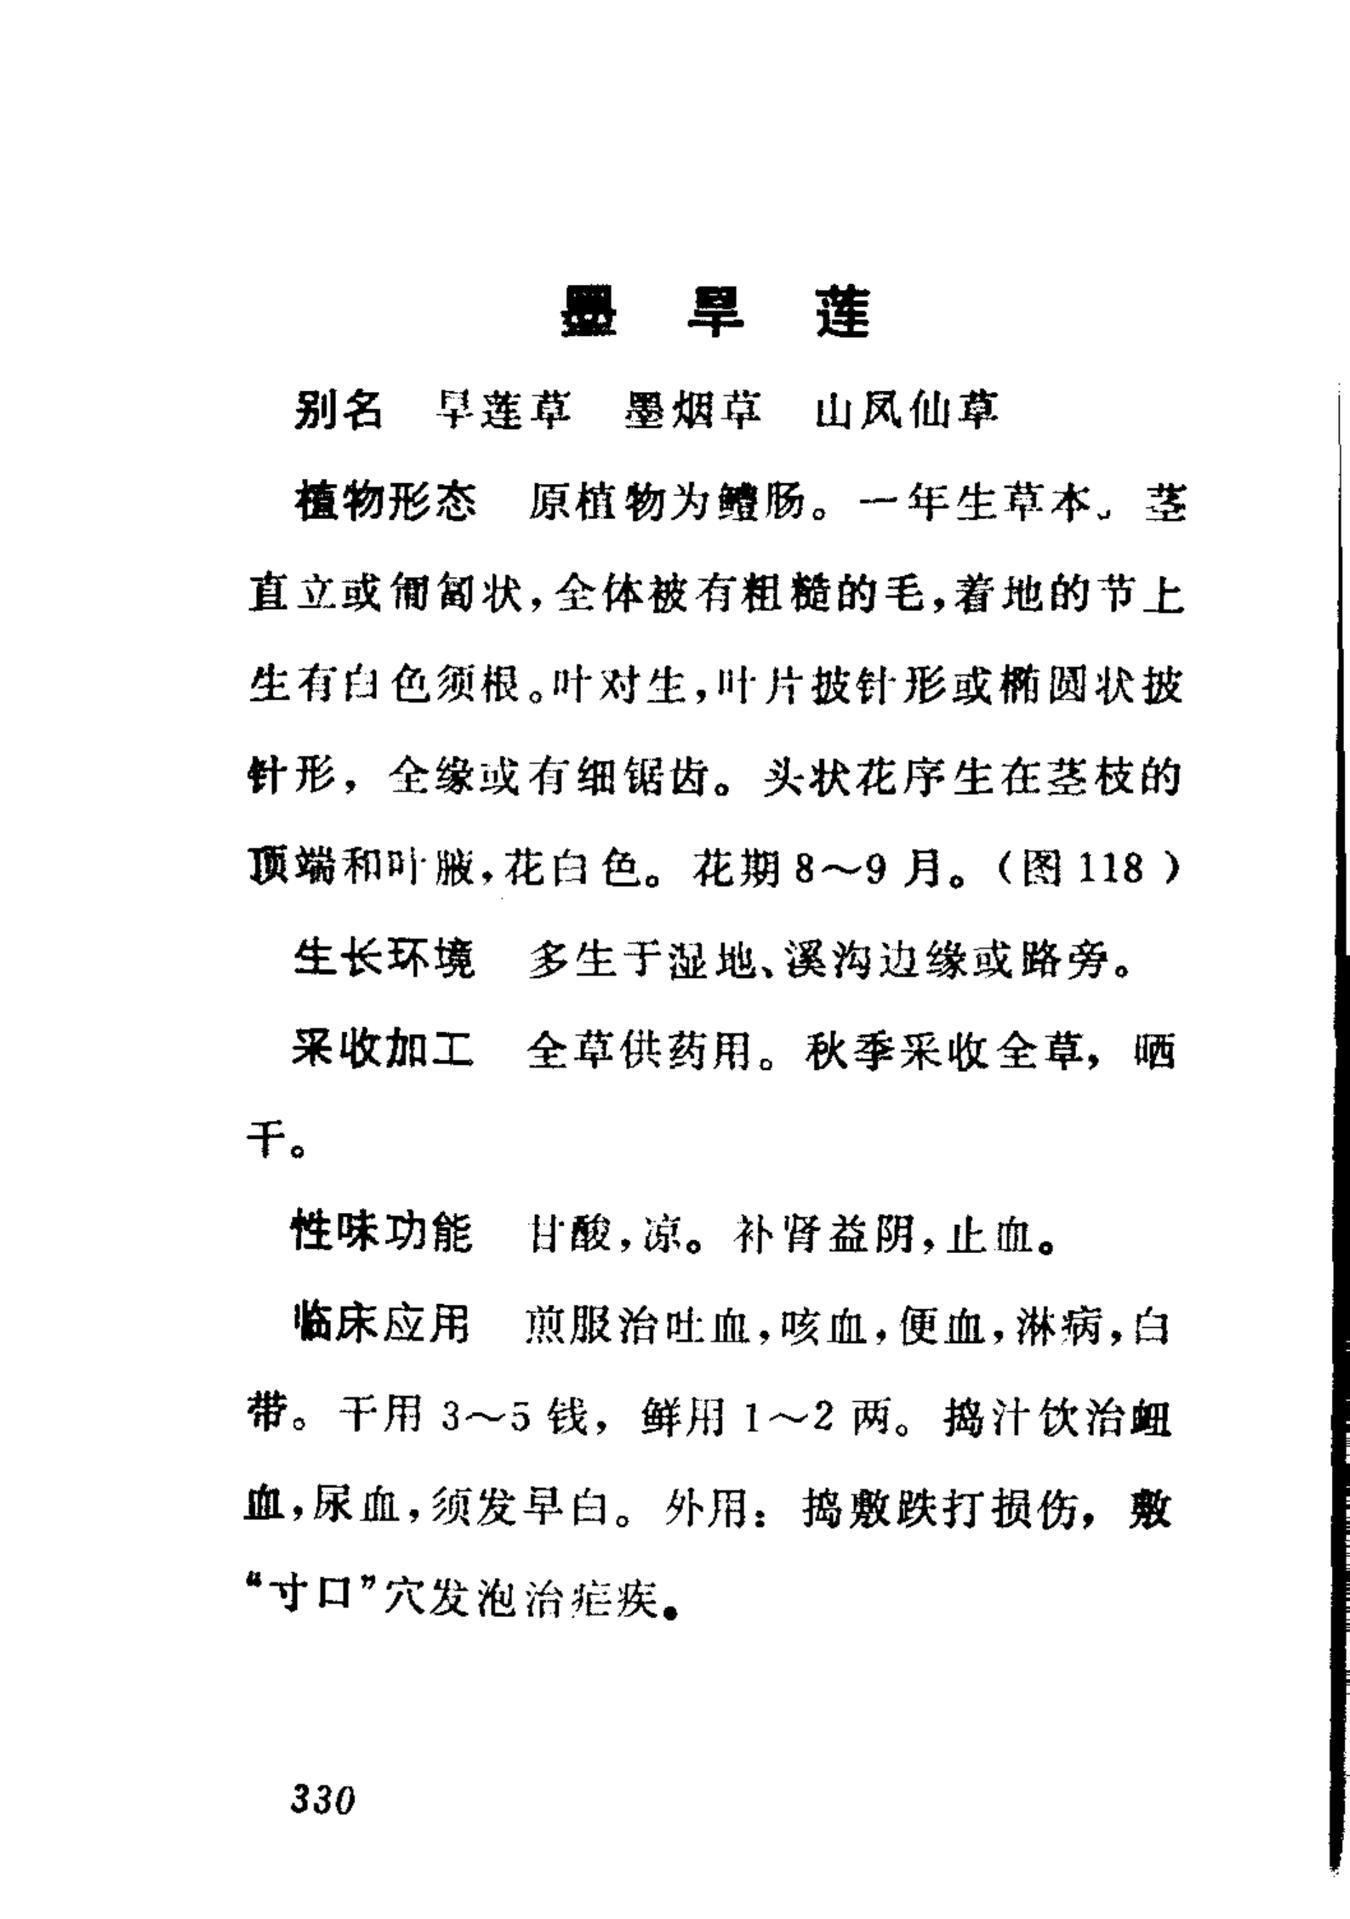 墨旱莲
别名 旱莲草 墨烟草 山凤仙草
植物形态 原植物为鳢肠。一年生草本。茎
直立或匍匐状，全体被有粗糙的毛，着地的节上
生有白色须根。叶对生，叶片披针形或椭圆状披
针形，全缘或有细锯齿。头状花序生在茎枝的
顶端和叶腋，花白色。花期8～9月。（图118）
生长环境 多生于湿地、溪沟边缘或路旁。
采收加工 全草供药用。秋季采收全草，晒
干。
性味功能 甘酸，凉。补肾益阴，止血。
临床应用 煎服治吐血，咳血，便血，淋病，白
带。干用3～5钱，鲜用1～2两。捣汁饮治衄
血，尿血，须发早白。外用：捣敷跌打损伤，敷
“寸口”穴发泡治疟疾。
330